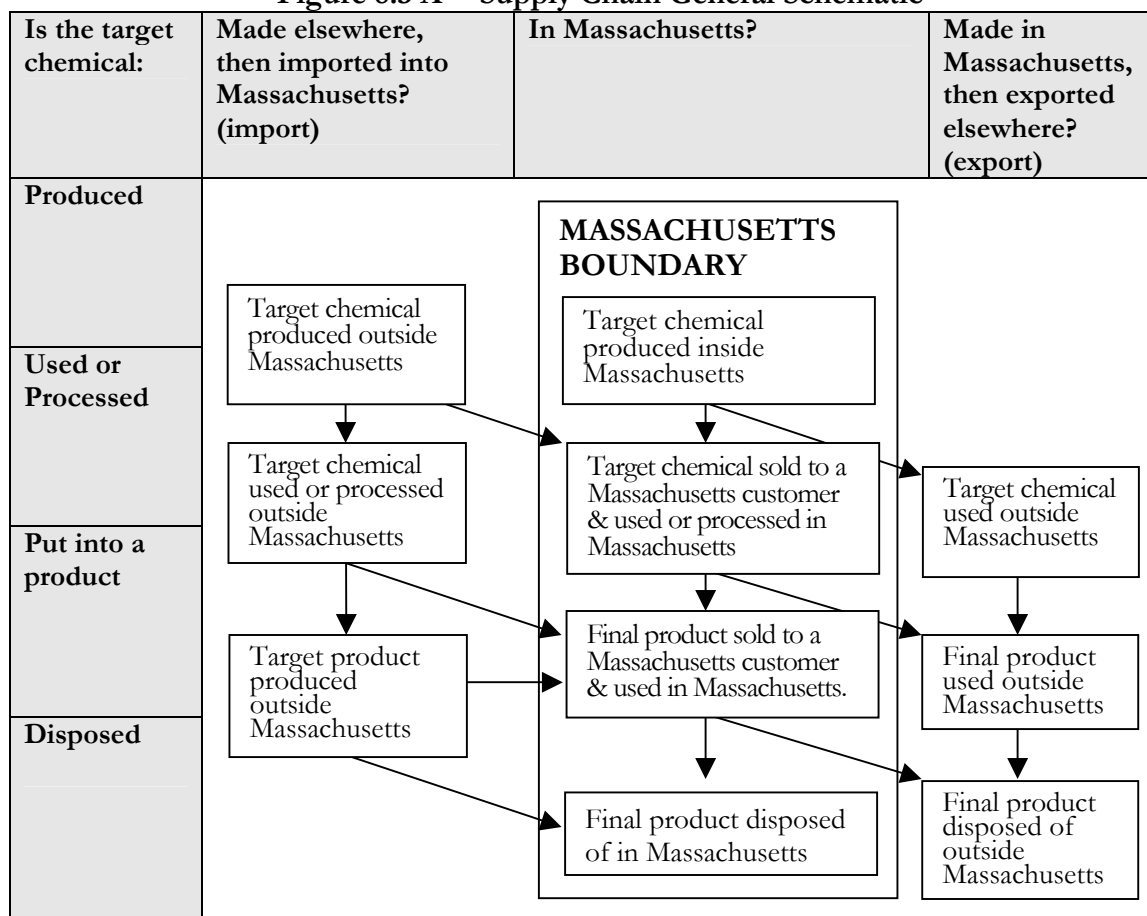 Figure 8.3 A – Supply Chain General Schematic
Is the target
chemical:
Made elsewhere,
then imported into
Massachusetts?
(import)
In Massachusetts?
Made in
Massachusetts,
then exported
elsewhere?
(export)
Produced
Used or
Processed
Put into a
product
Disposed
MASSACHUSETTS
BOUNDARY
Target chemical
produced outside
Massachusetts
Target chemical
produced inside
Massachusetts
Target chemical
used or processed
outside
Massachusetts
Target chemical sold to a
Massachusetts customer
& used or processed in
Massachusetts
Target chemical
used outside
Massachusetts
Target product
produced
outside
Massachusetts
Final product sold to a
Massachusetts customer
& used in Massachusetts.
Final product
used outside
Massachusetts
Final product disposed
of in Massachusetts
Final product
disposed of
outside
Massachusetts